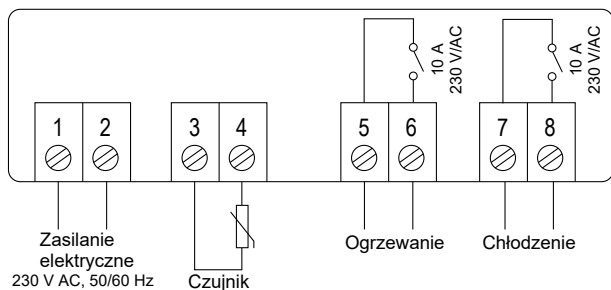 10 A
230 V/AC
10 A
230 V/AC
1 2 3 4 5 6 7 8
Zasilanie
elektryczne
230 V AC, 50/60 Hz
Czujnik
Ogrzewanie
Chłodzenie